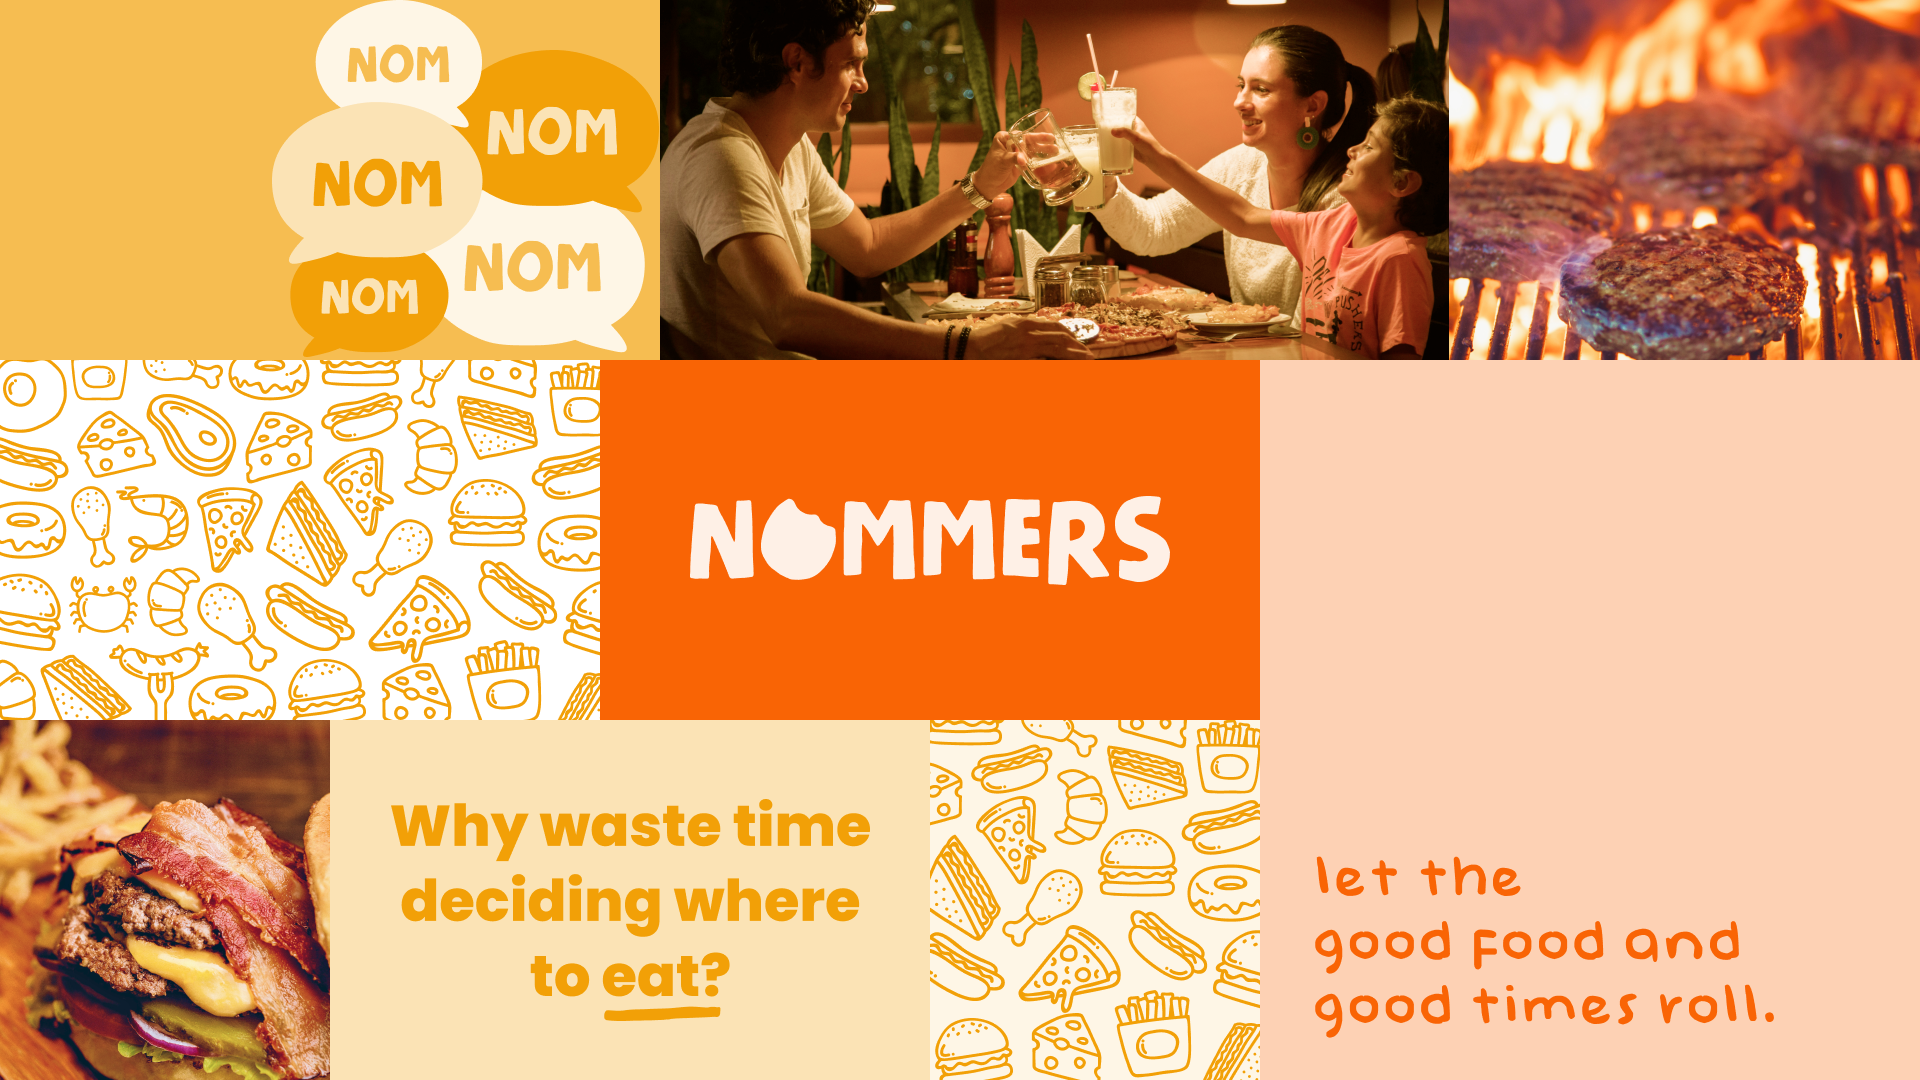 NOM
NOM
NOM
NOM
NOM
PUSHERS
NOMMERS
Why waste time
deciding where
to eat?
let the
good food and
good times roll.